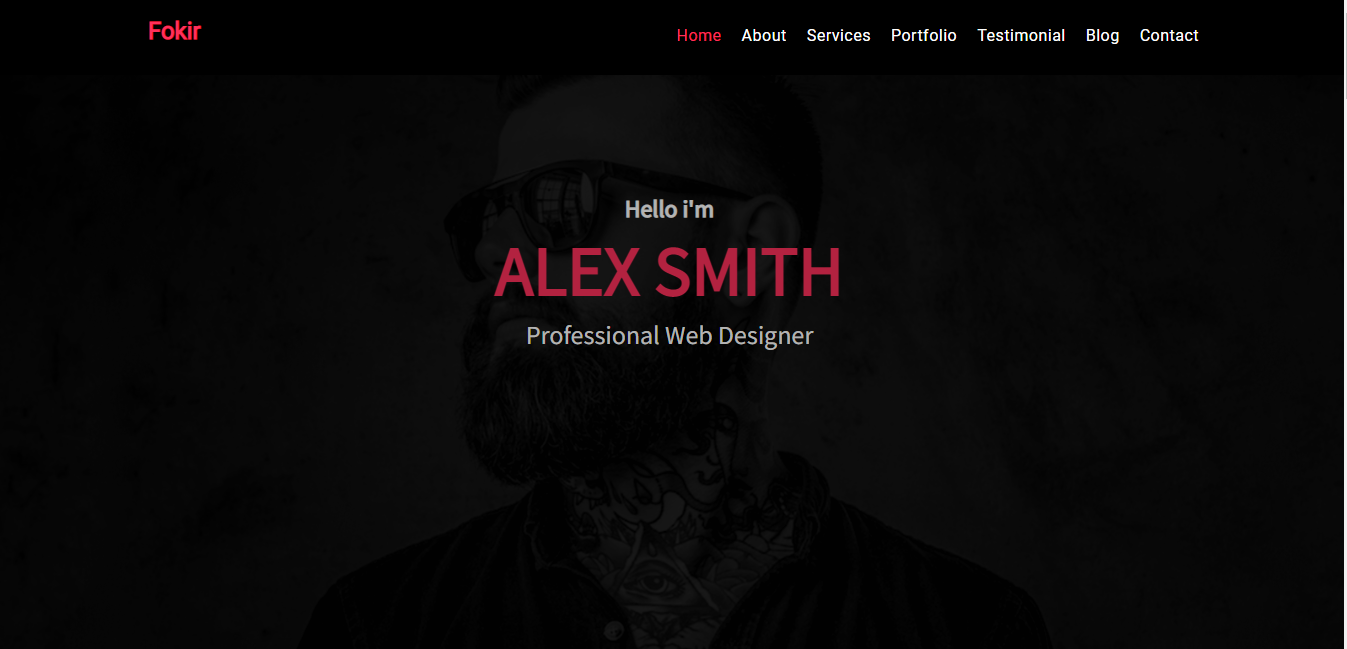 Fokir
Home About Services Portfolio Testimonial Blog Contact
Hello i'm
ALEX SMITH
Professional Web Designer